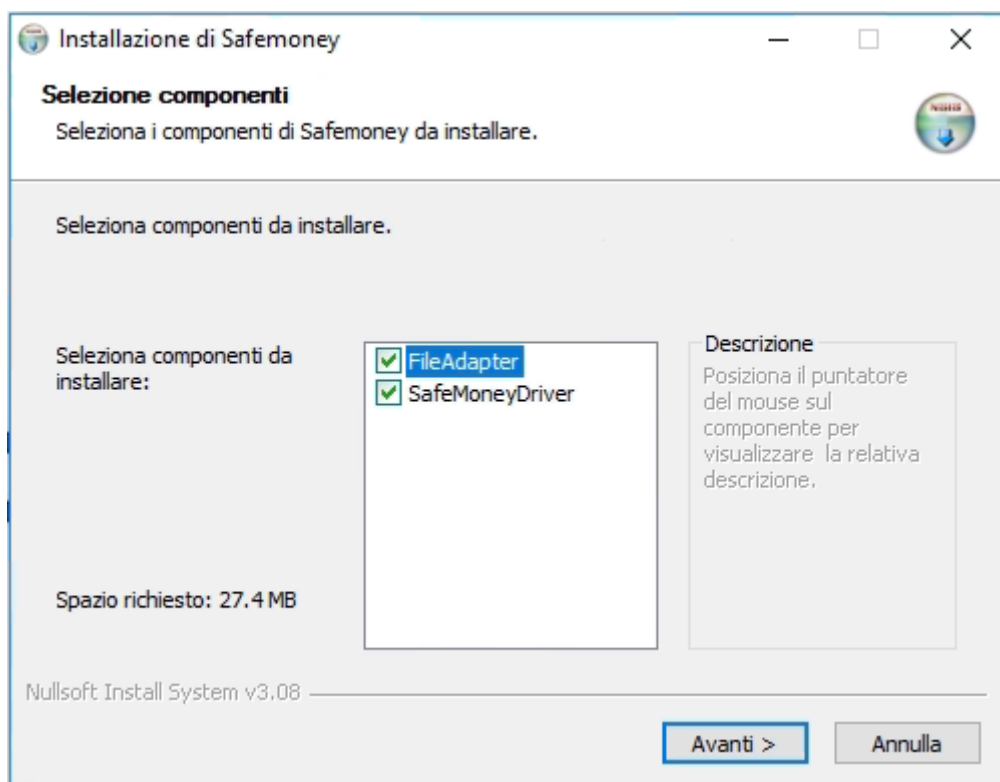 Installazione di Safemoney
Selezione componenti
Seleziona i componenti di Safemoney da installare.
Seleziona componenti da installare.
Seleziona componenti da
installare:
FileAdapter
SafeMoneyDriver
Descrizione
Posiziona il puntatore
del mouse sul
componente per
visualizzare la relativa
descrizione.
Spazio richiesto: 27.4 MB
Nullsoft Install System v3.08
Avanti >
Annulla